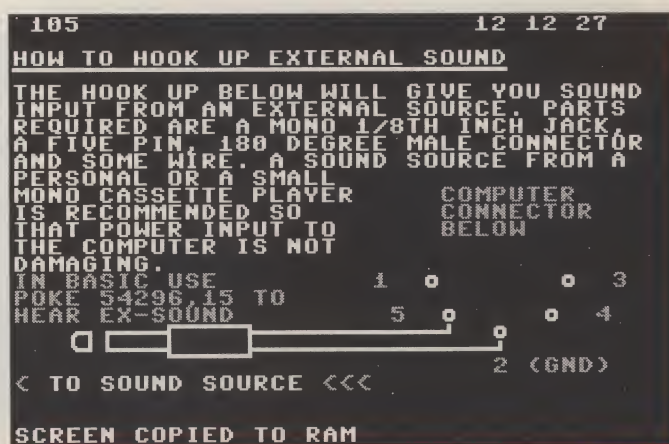 105 12 12 27
HOW TO HOOK UP EXTERNAL SOUND
THE HOOK UP BELOW WILL GIVE YOU SOUND
INPUT FROM AN EXTERNAL SOURCE. PARTS
REQUIRED ARE A MONO 1/8TH INCH JACK,
A FIVE PIN, 180 DEGREE MALE CONNECTOR
AND SOME WIRE. A SOUND SOURCE FROM A
PERSONAL OR A SMALL
MONO CASSETTE PLAYER
IS RECOMMENDED SO
THAT POWER INPUT TO
THE COMPUTER IS NOT
DAMAGING.
COMPUTER
CONNECTOR
BELOW
IN BASIC USE
POKE 54296,15 TO
HEAR EX-SOUND
1 3
5 4
2 (GND)
< TO SOUND SOURCE <<<
SCREEN COPIED TO RAM